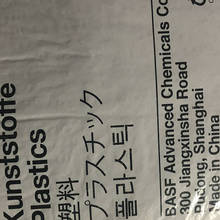 Kunststoffe
Plastics
塑料
プラスチック
플라스틱
BASF Advanced Chemicals Co
300 Jiangxinsha Road
Pudong, Shanghai
Made in China